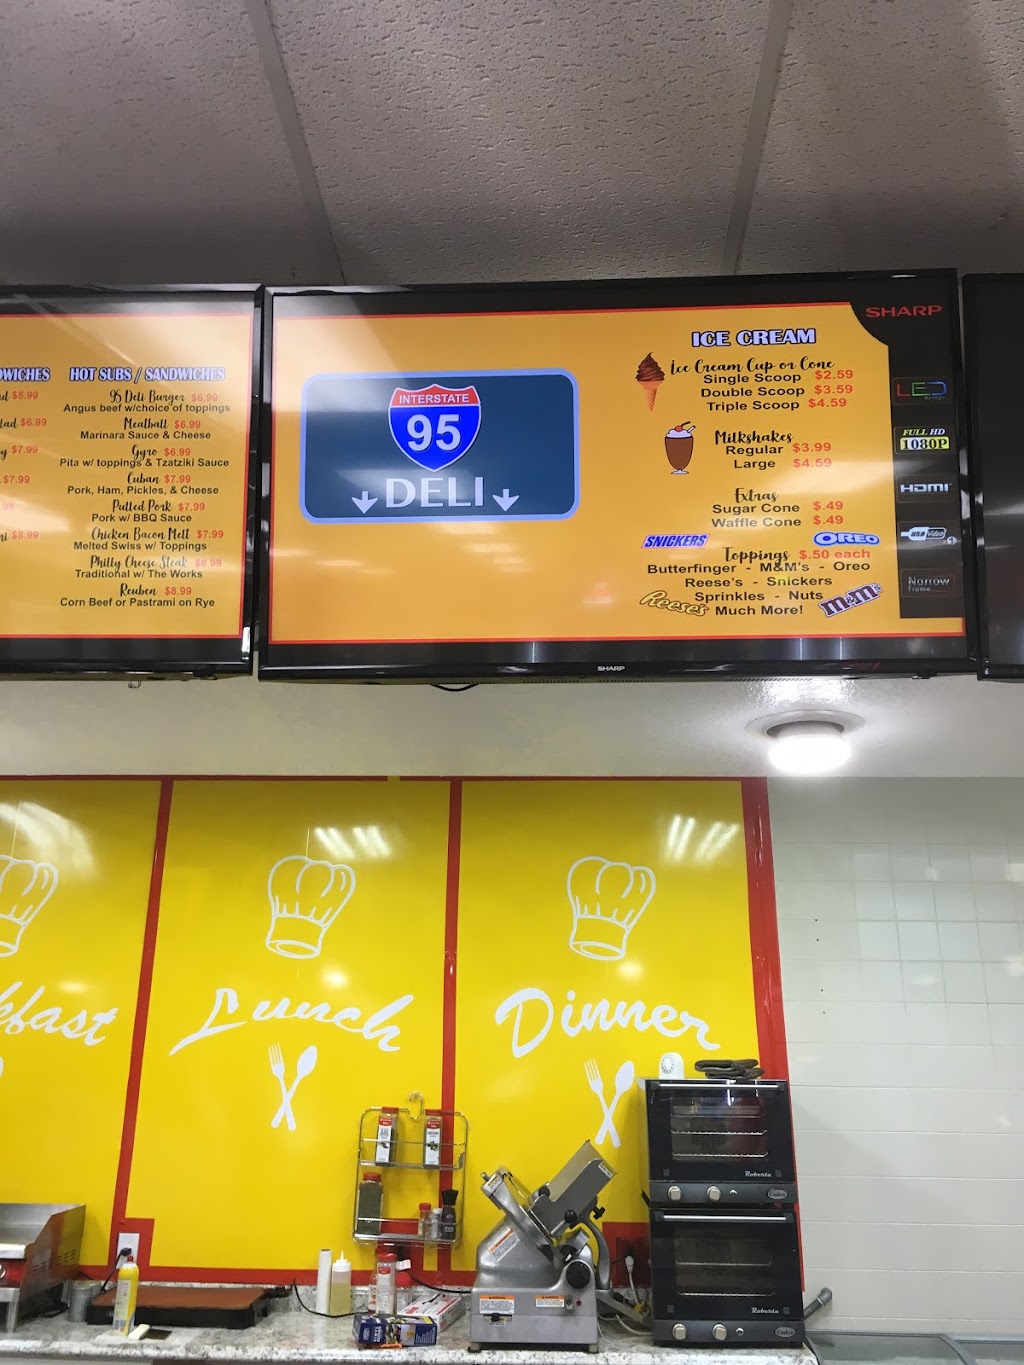 $5.99
$6.99
$7.99
$7.99
$8.99
HOT SUBS / SANDWICHES
95 Deli Burger $6.99
Angus beef w/choice of toppings
Meatball $6.99
Marinara Sauce & Cheese
Gyro $6.99
Pita w/ toppings & Tzatziki Sauce
Cuban $7.99
Pork, Ham, Pickles, & Cheese
Pulled Pork $7.99
Pork w/ BBQ Sauce
Chicken Bacon Melt $7.99
Melted Swiss w/ Toppings
Philly Cheese Steak $8.99
Traditional w/ The Works
Reuben $8.99
Corn Beef or Pastrami on Rye
INTERSTATE
95
DELI
ICE CREAM
Ice Cream Cup or Cone
Single Scoop $2.59
Double Scoop $3.59
Triple Scoop $4.59
Milkshakes
Regular $3.99
Large $4.59
Extras
Sugar Cone $.49
Waffle Cone $.49
SNICKERS OREO
Toppings $.50 each
Butterfinger - M&M's - Oreo
Reese's - Snickers
Sprinkles - Nuts
Reese's Much More! m&m's
SHARP
LED
FULL HD
1080P
HDMI
USB Video
Narrow
Frame
SHARP
Lunch
Dinner